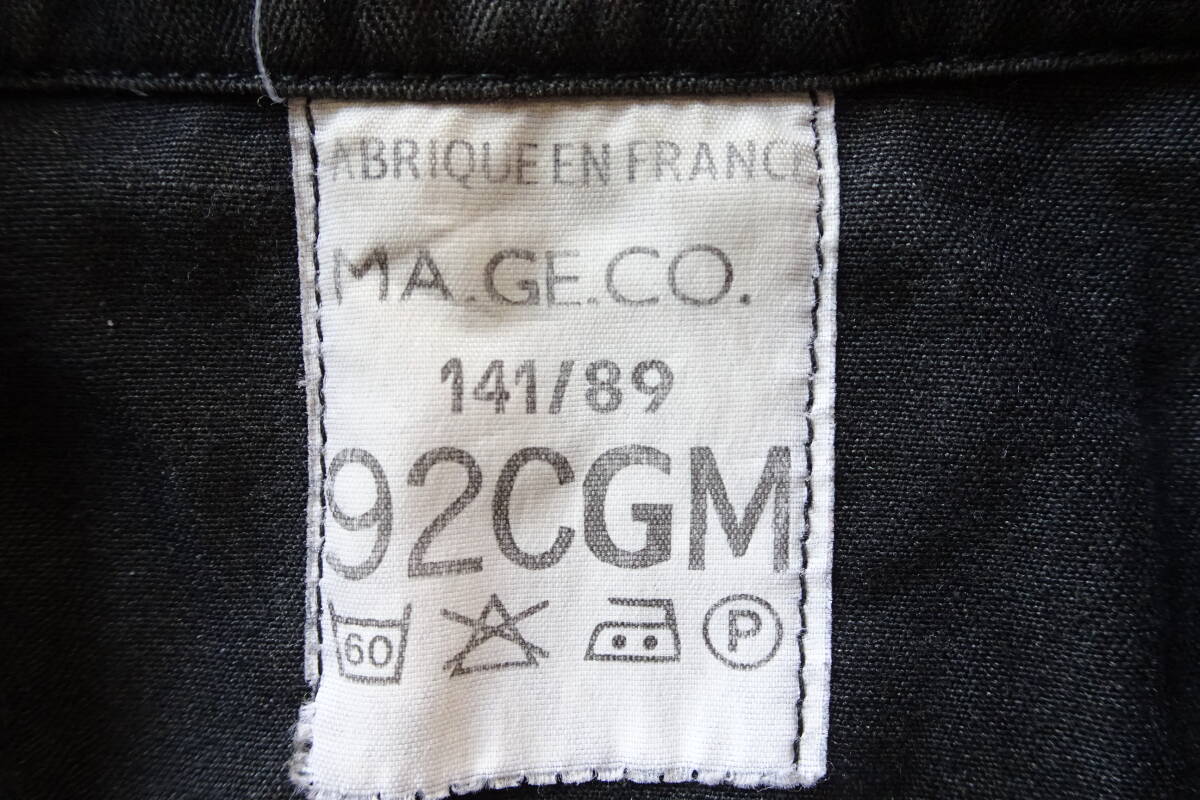 ABRIQUE EN FRANCE
MA.GE.CO.
141/89
92CGM
60 P